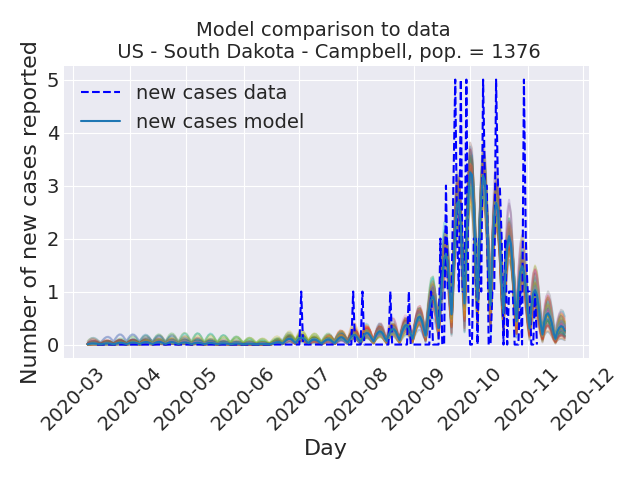 Model comparison to data
US - South Dakota - Campbell, pop. = 1376
Number of new cases reported
5
4
3
2
1
0
new cases data
new cases model
2020-03
2020-04
2020-05
2020-06
2020-07
2020-08
2020-09
2020-10
2020-11
2020-12
Day